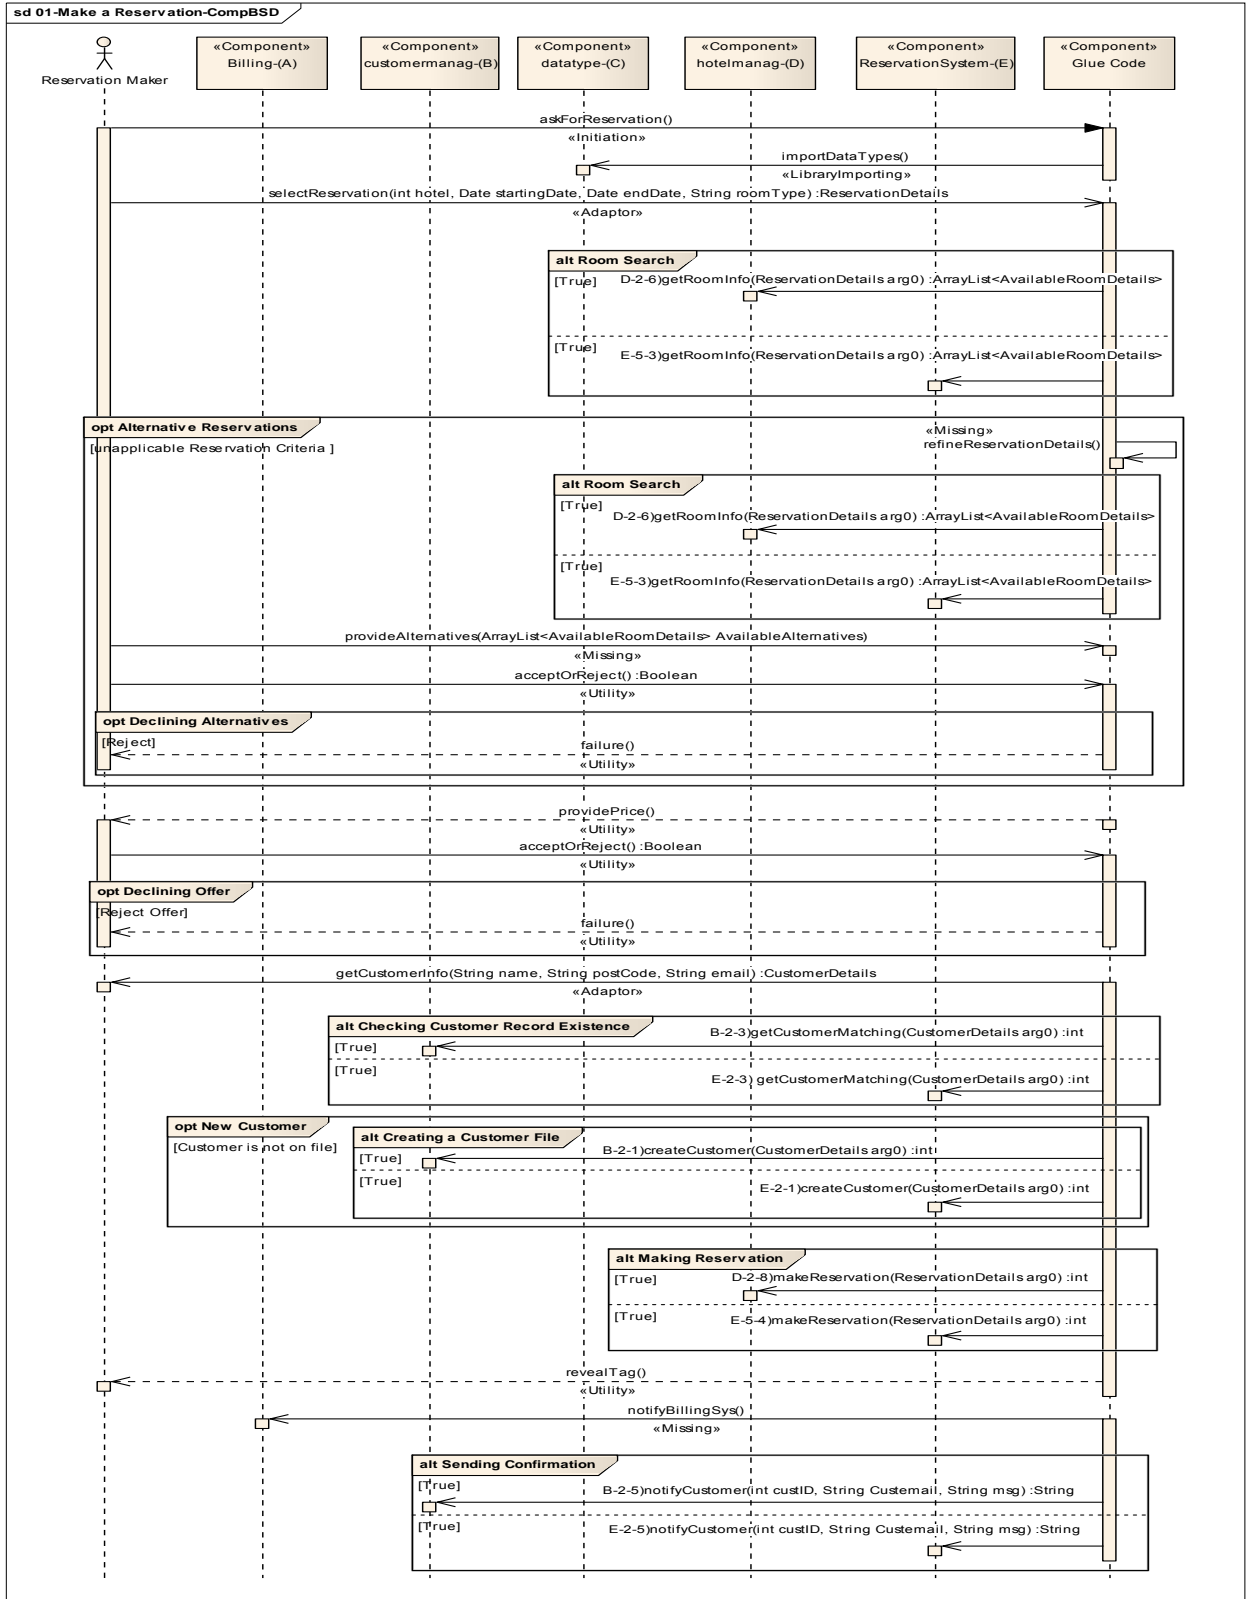 sd 01-Make a Reservation-CompBSD
«Component» «Component» «Component» «Component» «Component» «Component»
Billing-(A) customermanag-(B) datatype-(C) hotelmanag-(D) ReservationSystem-(E) Glue Code
Reservation Maker
askForReservation()
«Initiation»
importDataTypes()
«LibraryImporting»
selectReservation(int hotel, Date startingDate, Date endDate, String roomType) :ReservationDetails
«Adaptor»
alt Room Search
[True] D-2-6)getRoomInfo(ReservationDetails arg0) :ArrayList<AvailableRoomDetails>
[True]
E-5-3)getRoomInfo(ReservationDetails arg0) :ArrayList<AvailableRoomDetails>
opt Alternative Reservations
«Missing»
[unapplicable Reservation Criteria ] refineReservationDetails()
alt Room Search
[True]
D-2-6)getRoomInfo(ReservationDetails arg0) :ArrayList<AvailableRoomDetails>
[True]
E-5-3)getRoomInfo(ReservationDetails arg0) :ArrayList<AvailableRoomDetails>
provideAlternatives(ArrayList<AvailableRoomDetails> AvailableAlternatives)
«Missing»
acceptOrReject() :Boolean
«Utility»
opt Declining Alternatives
[Reject] failure()
«Utility»
providePrice()
«Utility»
acceptOrReject() :Boolean
«Utility»
opt Declining Offer
[Reject Offer]
failure()
«Utility»
getCustomerInfo(String name, String postCode, String email) :CustomerDetails
«Adaptor»
alt Checking Customer Record Existence
B-2-3)getCustomerMatching(CustomerDetails arg0) :int
[True]
[True]
E-2-3) getCustomerMatching(CustomerDetails arg0) :int
opt New Customer
alt Creating a Customer File
[Customer is not on file]
B-2-1)createCustomer(CustomerDetails arg0) :int
[True]
[True]
E-2-1)createCustomer(CustomerDetails arg0) :int
alt Making Reservation
[True] D-2-8)makeReservation(ReservationDetails arg0) :int
[True] E-5-4)makeReservation(ReservationDetails arg0) :int
revealTag()
«Utility»
notifyBillingSys()
«Missing»
alt Sending Confirmation
[True] B-2-5)notifyCustomer(int custID, String Custemail, String msg) :String
[True] E-2-5)notifyCustomer(int custID, String Custemail, String msg) :String